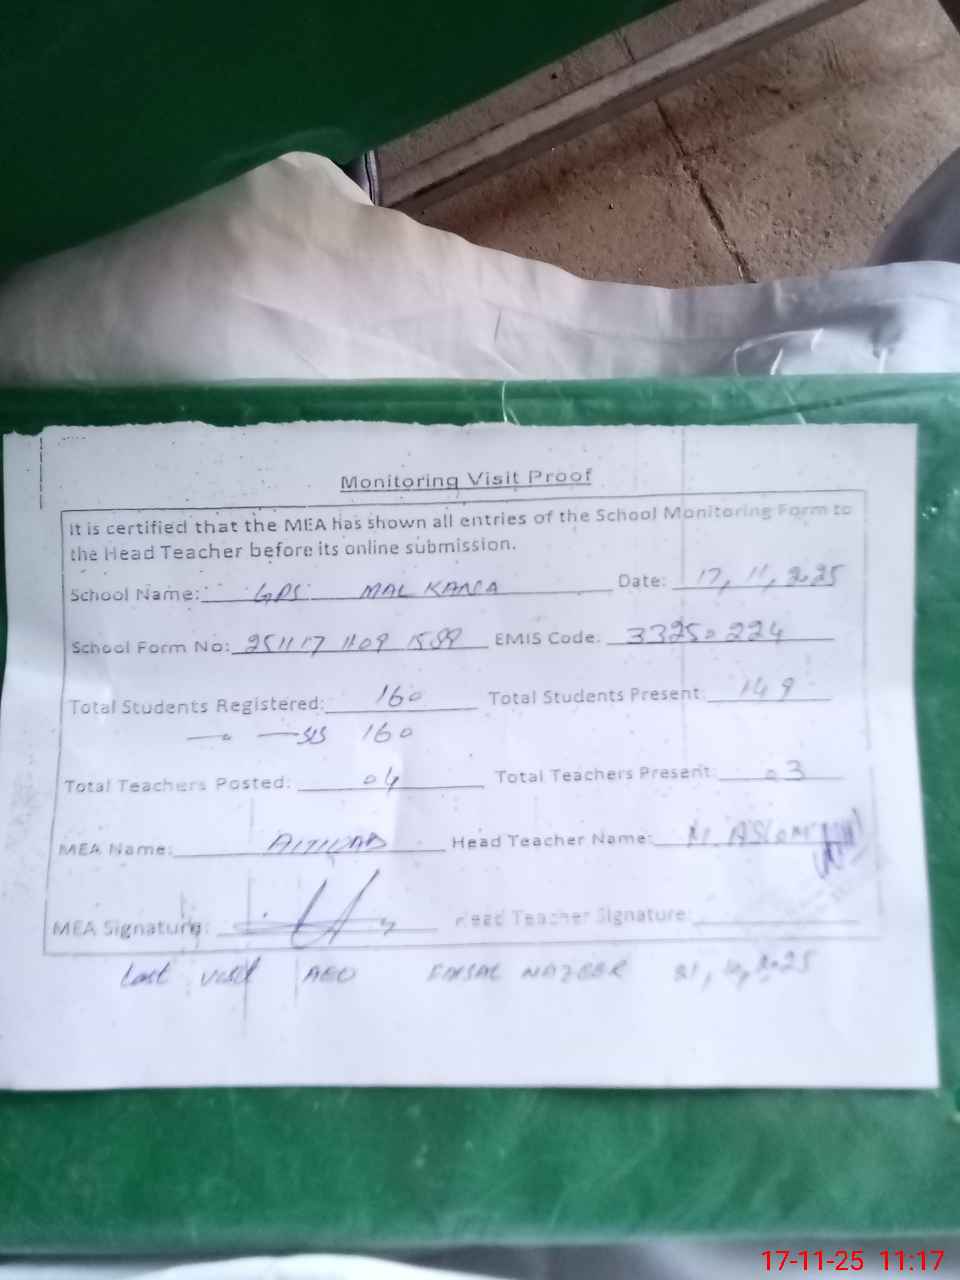 Monitoring Visit Proof
It is certified that the MEA has shown all entries of the School Monitoring Form to
the Head Teacher before its online submission.
School Name: GPS MAL KANA Date: 17, 11, 2025
School Form No: 251117 1109 1588 EMIS Code: 33250224
Total Students Registered: 160 Total Students Present: 149
SIS 160
Total Teachers Posted: 04 Total Teachers Present: 03
MEA Name: Head Teacher Name: M. ASLAM
MEA Signature: Head Teacher Signature:
Last visit AEO NAZEER
17-11-25 11:17